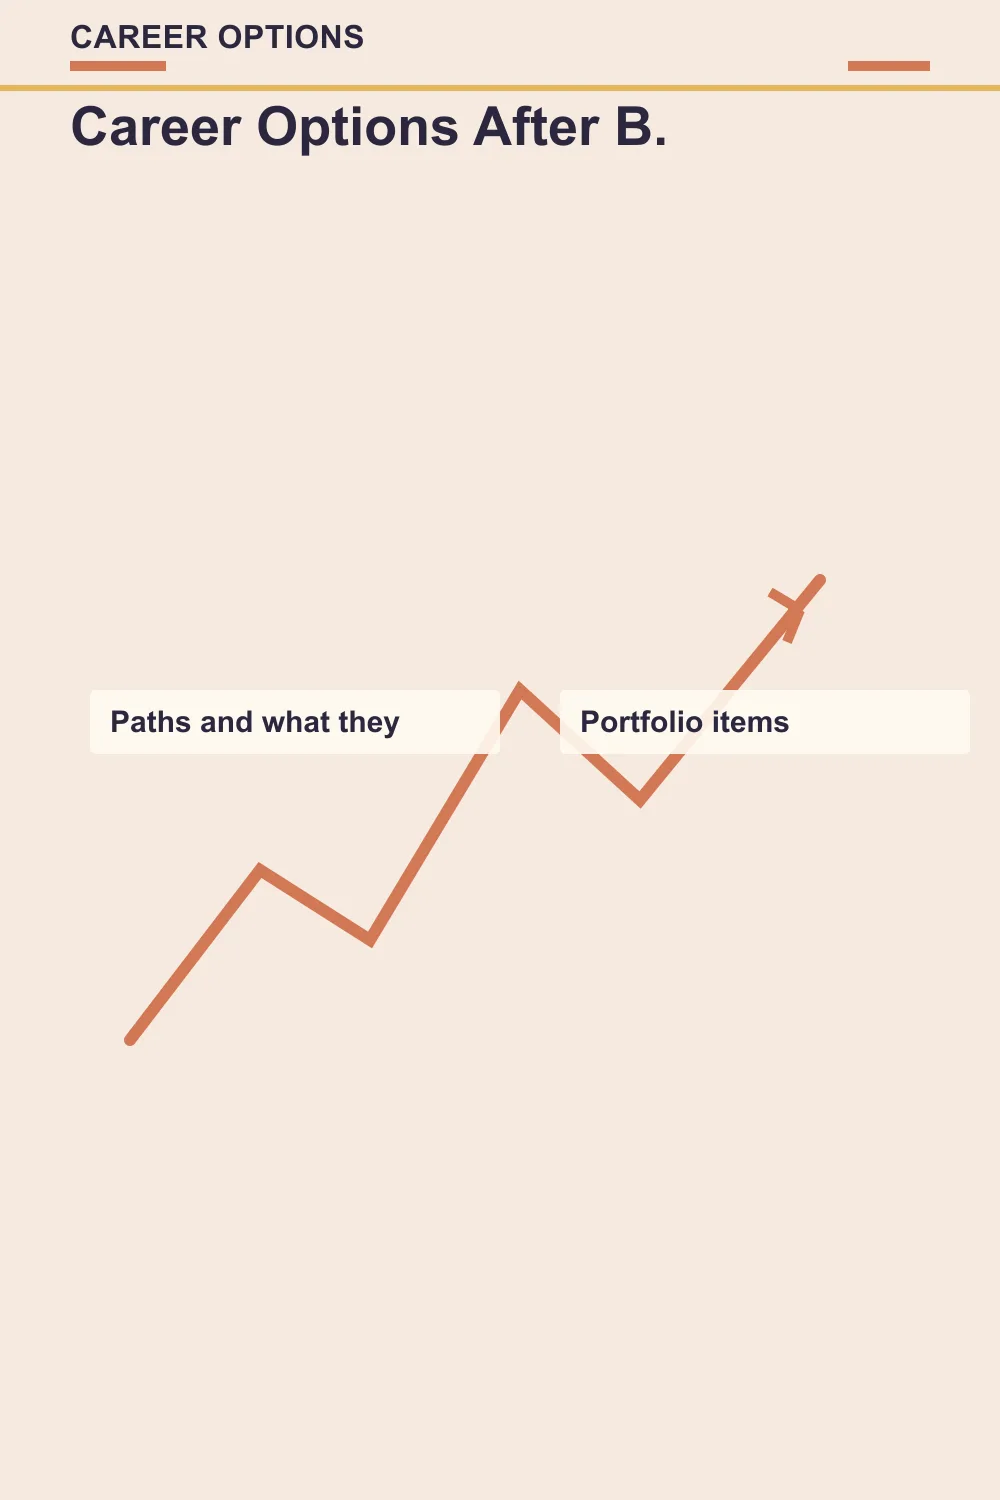 CAREER OPTIONS
Career Options After B.
Paths and what they
Portfolio items